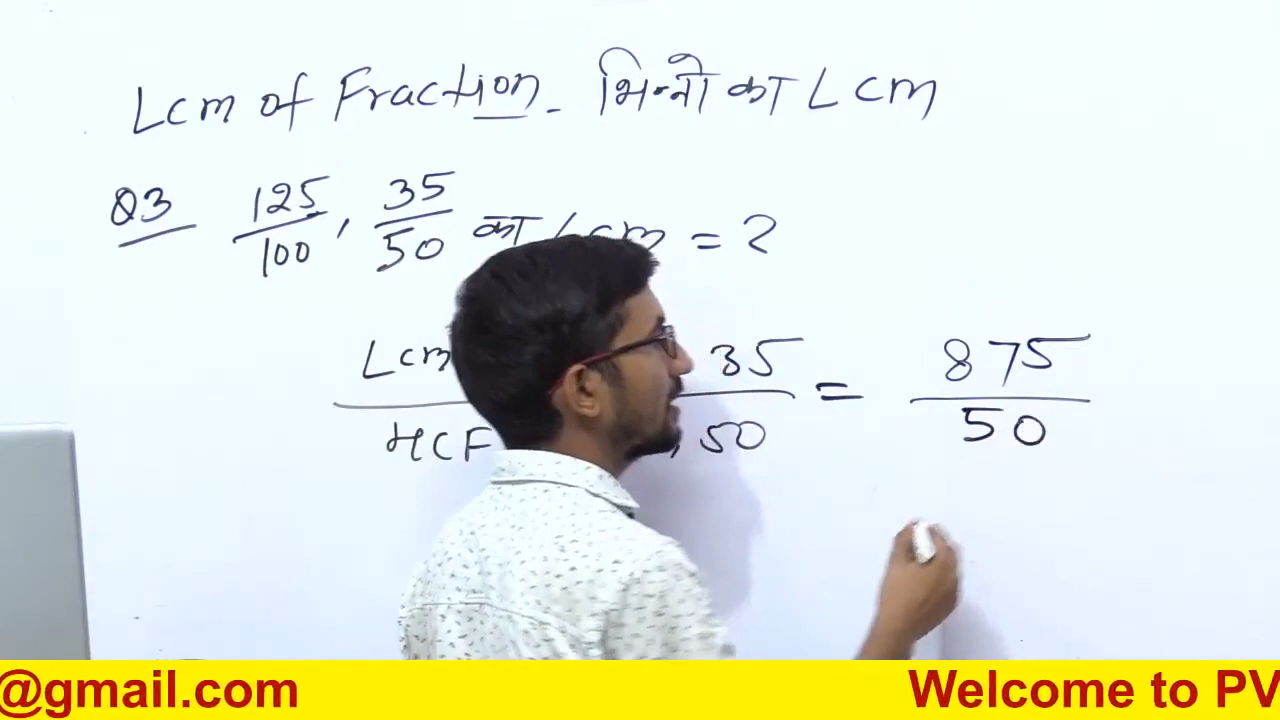 Lcm of Fraction - भिन्नो का Lcm
Q3 125/100 , 35/50 का Lcm = ?
Lcm 35 = 875
HCF , 50 50
@gmail.com Welcome to PV